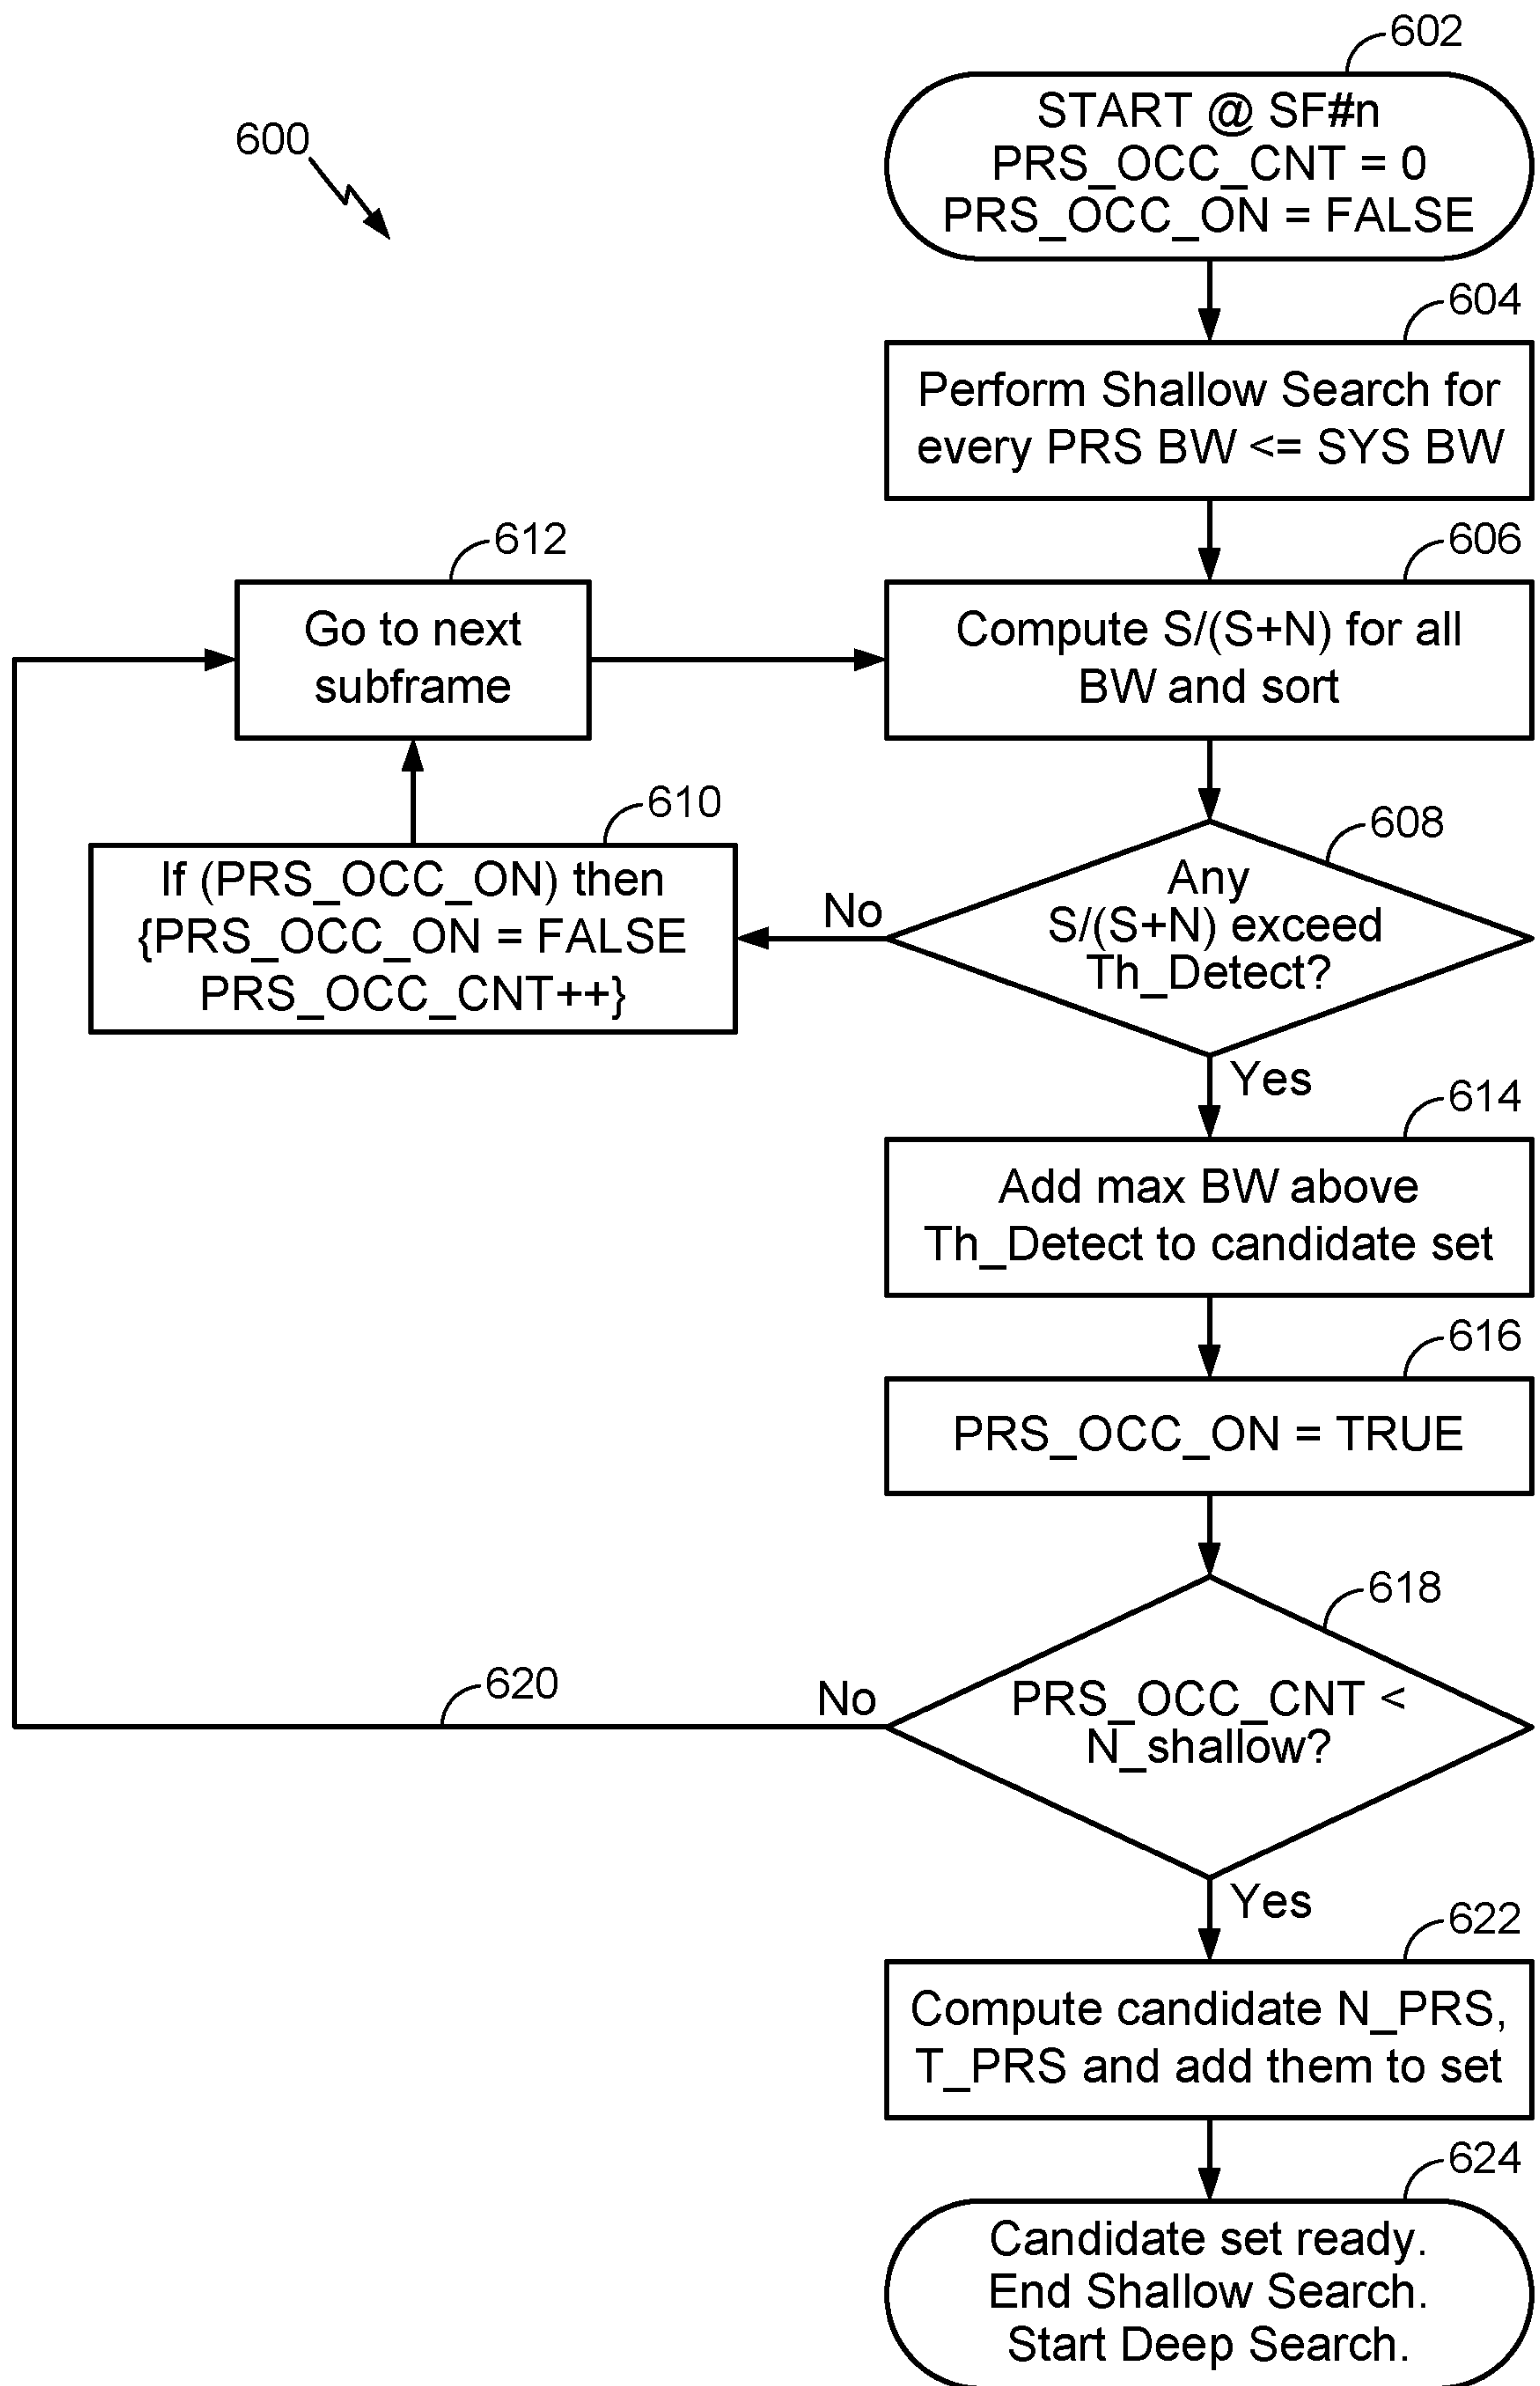 602
START @ SF#n
PRS_OCC_CNT = 0
PRS_OCC_ON = FALSE
600
604
Perform Shallow Search for
every PRS BW <= SYS BW
606
Compute S/(S+N) for all
BW and sort
612
Go to next
subframe
608
Any
S/(S+N) exceed
Th_Detect?
No
610
If (PRS_OCC_ON) then
{PRS_OCC_ON = FALSE
PRS_OCC_CNT++}
Yes
614
Add max BW above
Th_Detect to candidate set
616
PRS_OCC_ON = TRUE
618
PRS_OCC_CNT <
N_shallow?
No
620
Yes
622
Compute candidate N_PRS,
T_PRS and add them to set
624
Candidate set ready.
End Shallow Search.
Start Deep Search.